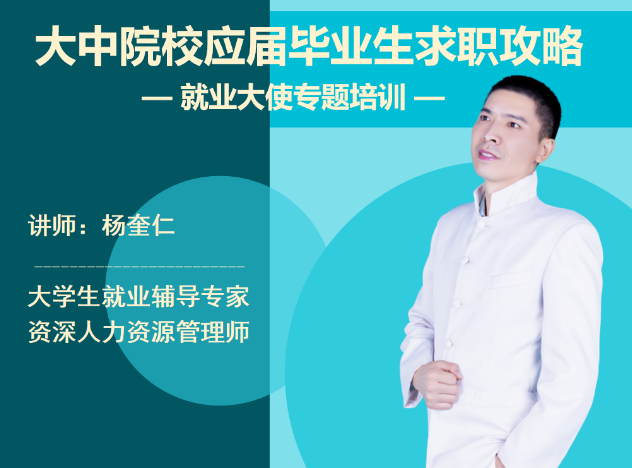 大中院校应届毕业生求职攻略
— 就业大使专题培训 —
讲师：杨奎仁
------------------------
大学生就业辅导专家
资深人力资源管理师